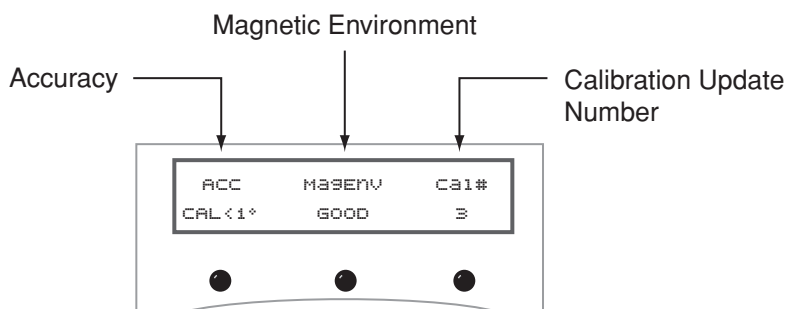 Magnetic Environment
Accuracy
Calibration Update
Number
ACC MagEnv Cal#
CAL<1° GOOD 3